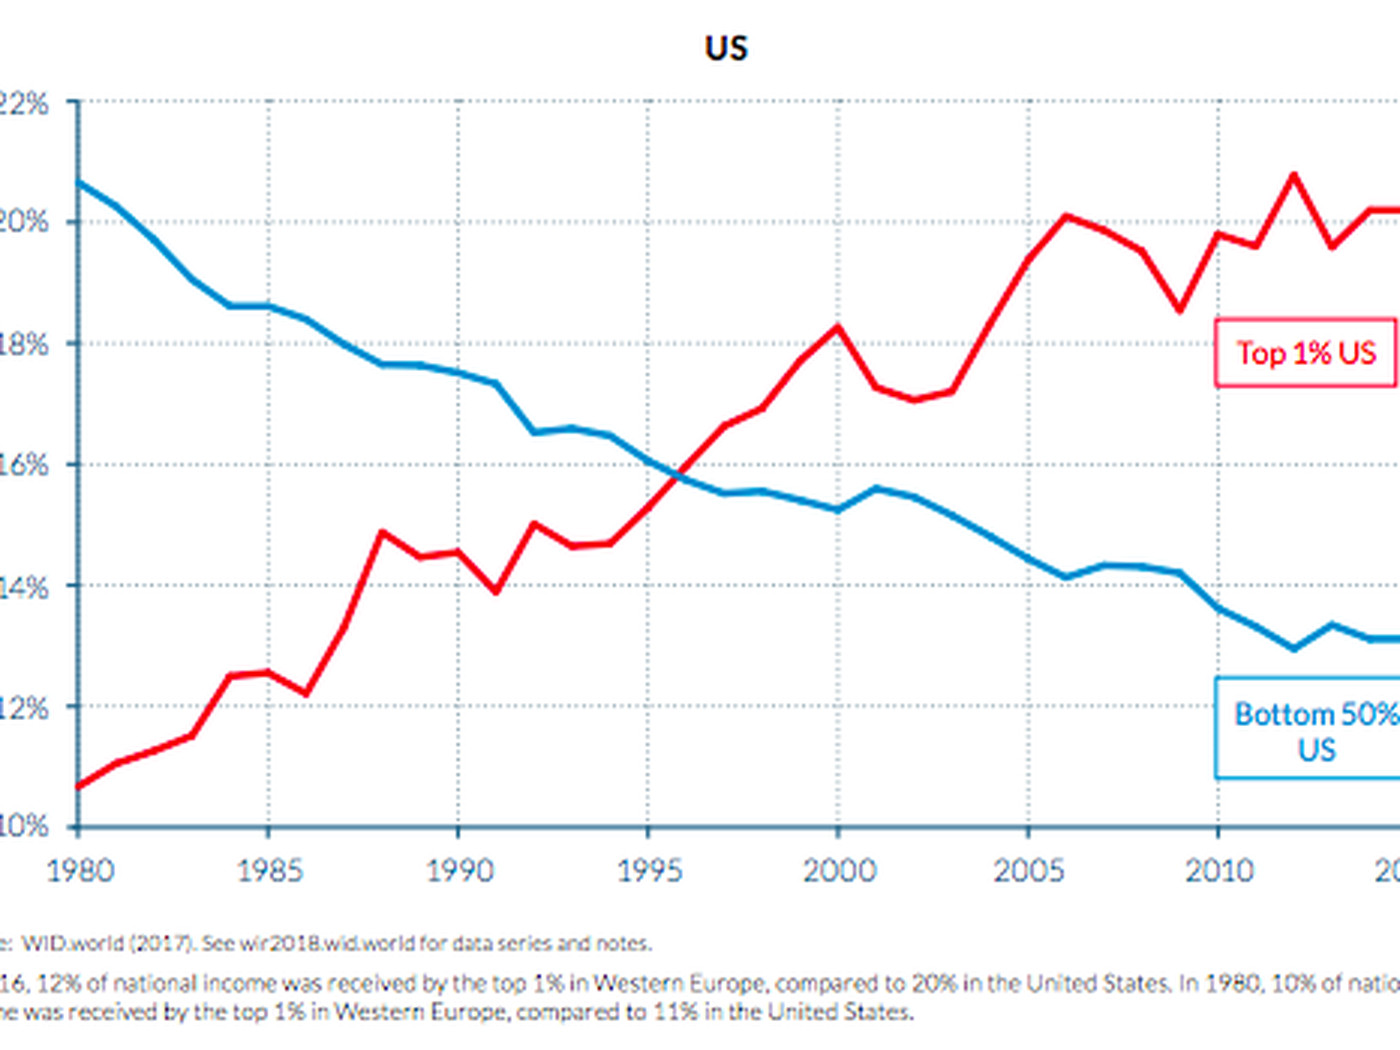 US
22%
20%
18%
16%
14%
12%
10%
Top 1% US
Bottom 50%
US
1980 1985 1990 1995 2000 2005 2010 20
e: WID.world (2017). See wir2018.wid.world for data series and notes.
16, 12% of national income was received by the top 1% in Western Europe, compared to 20% in the United States. In 1980, 10% of natio
me was received by the top 1% in Western Europe, compared to 11% in the United States.